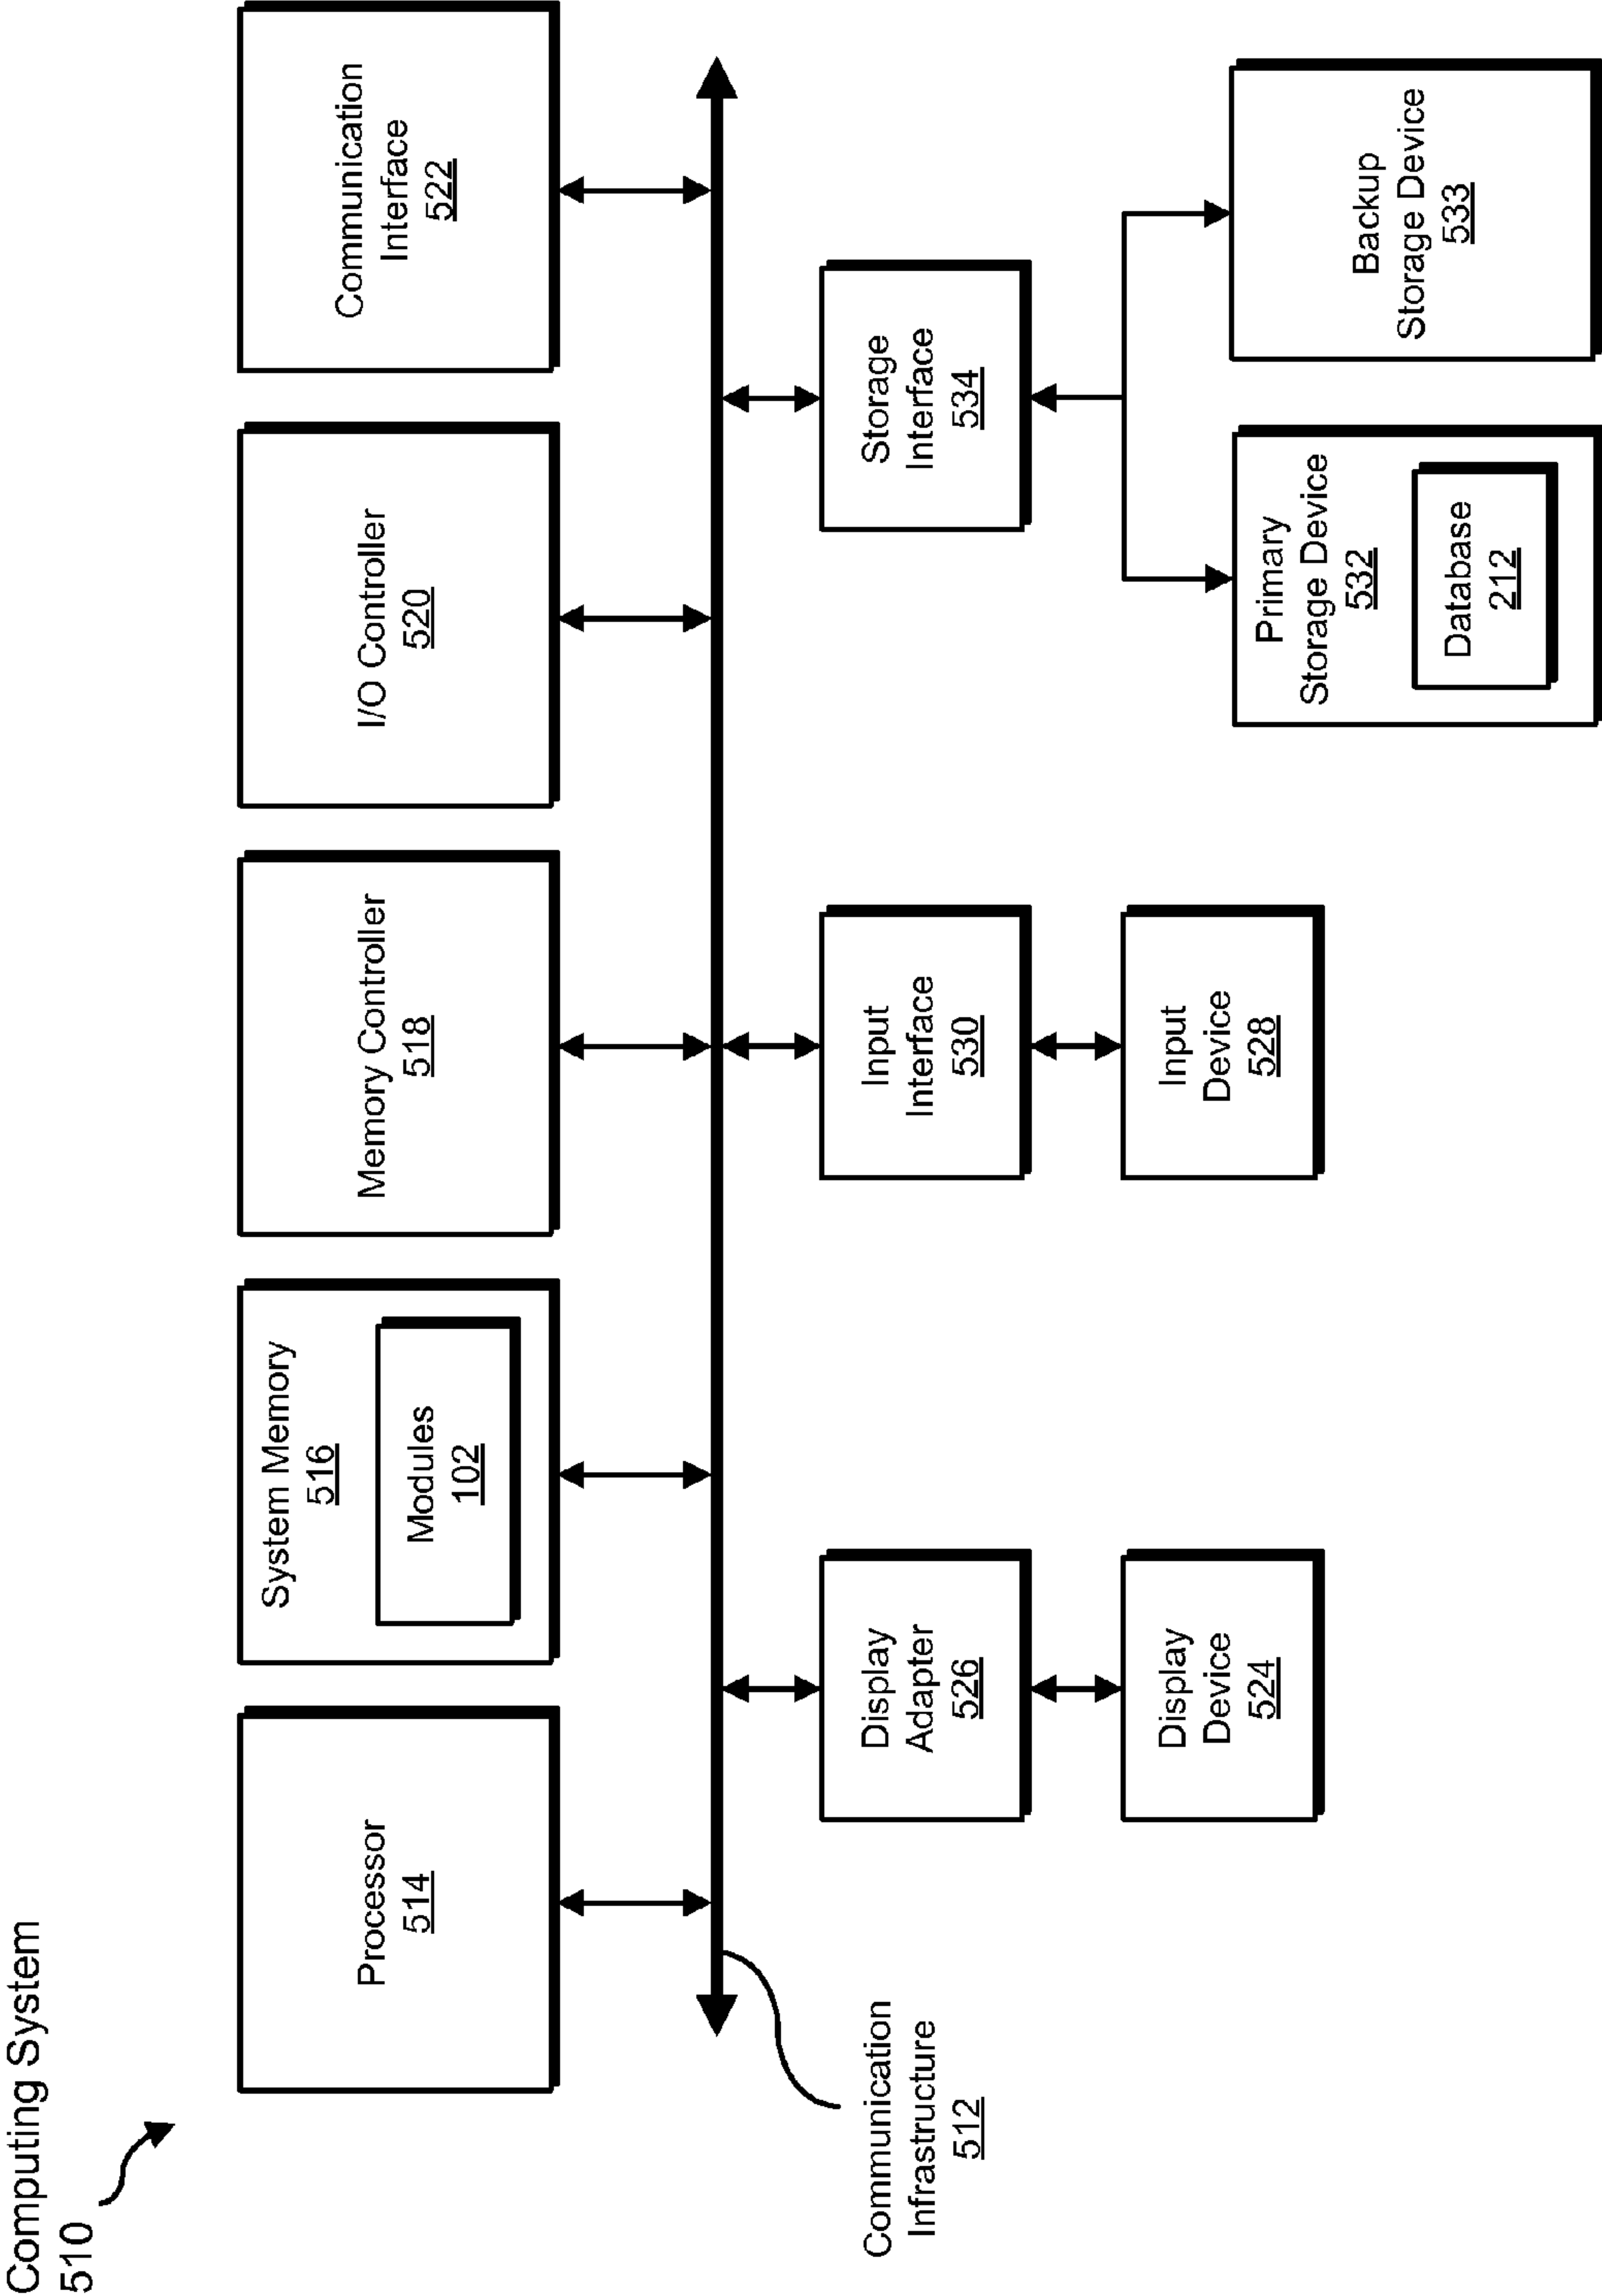 Computing System
510
Processor
514
System Memory
516
Modules
102
Memory Controller
518
I/O Controller
520
Communication
Interface
522
Communication
Infrastructure
512
Display
Adapter
526
Input
Interface
530
Storage
Interface
534
Display
Device
524
Input
Device
528
Primary
Storage Device
532
Database
212
Backup
Storage Device
533